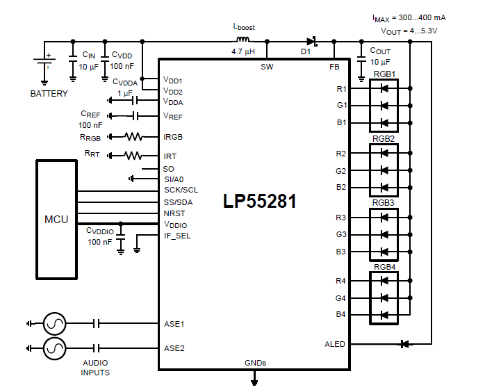 Lboost
IMAX = 300...400 mA
VOUT = 4...5.3V
4.7 µH
D1
+
-
BATTERY
CIN
10 µF
CVDD
100 nF
COUT
10 µF
SW
FB
CVDDA
1 µF
VDD1
VDD2
VDDA
CREF
100 nF
VREF
RRGB
IRGB
RRT
IRT
SO
SI/A0
SCK/SCL
SS/SDA
NRST
VDDIO
IF_SEL
MCU
CVDDIO
100 nF
LP55281
RGB1
R1
G1
B1
RGB2
R2
G2
B2
RGB3
R3
G3
B3
RGB4
R4
G4
B4
ALED
ASE1
ASE2
AUDIO
INPUTS
GNDs